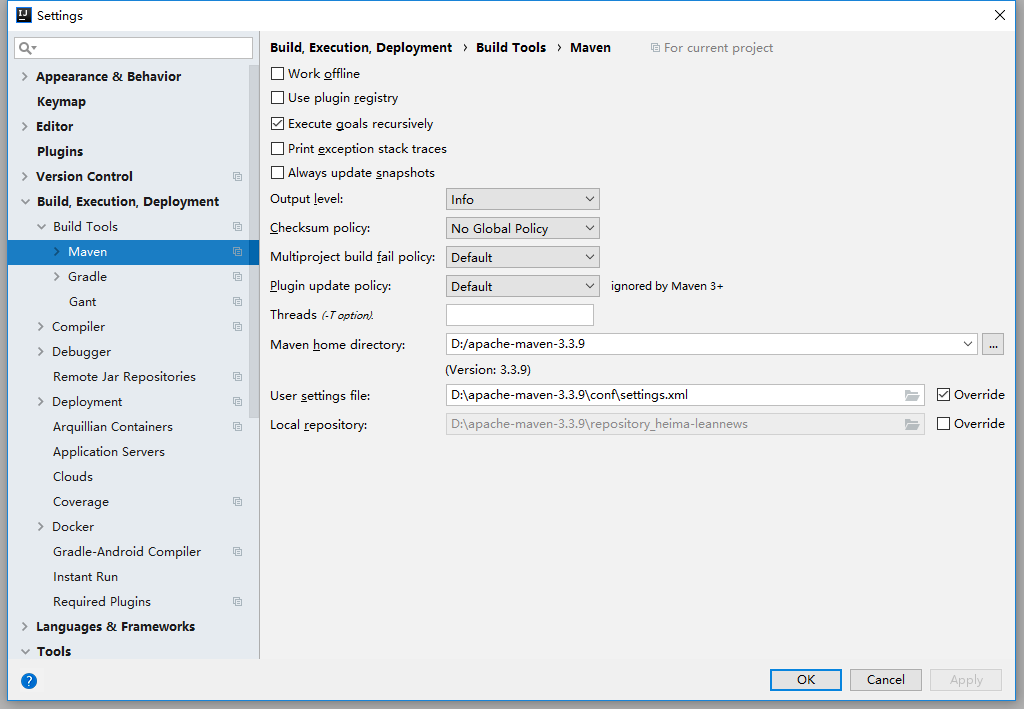 Settings
Appearance & Behavior
Keymap
Editor
Plugins
Version Control
Build, Execution, Deployment
Build Tools
Maven
Gradle
Gant
Compiler
Debugger
Remote Jar Repositories
Deployment
Arquillian Containers
Application Servers
Clouds
Coverage
Docker
Gradle-Android Compiler
Instant Run
Required Plugins
Languages & Frameworks
Tools
Build, Execution, Deployment › Build Tools › Maven For current project
Work offline
Use plugin registry
Execute goals recursively
Print exception stack traces
Always update snapshots
Output level: Info
Checksum policy: No Global Policy
Multiproject build fail policy: Default
Plugin update policy: Default ignored by Maven 3+
Threads (-T option).
Maven home directory: D:/apache-maven-3.3.9 ...
(Version: 3.3.9)
User settings file: D:\apache-maven-3.3.9\conf\settings.xml Override
Local repository: D:\apache-maven-3.3.9\repository_heima-leannews Override
? OK Cancel Apply